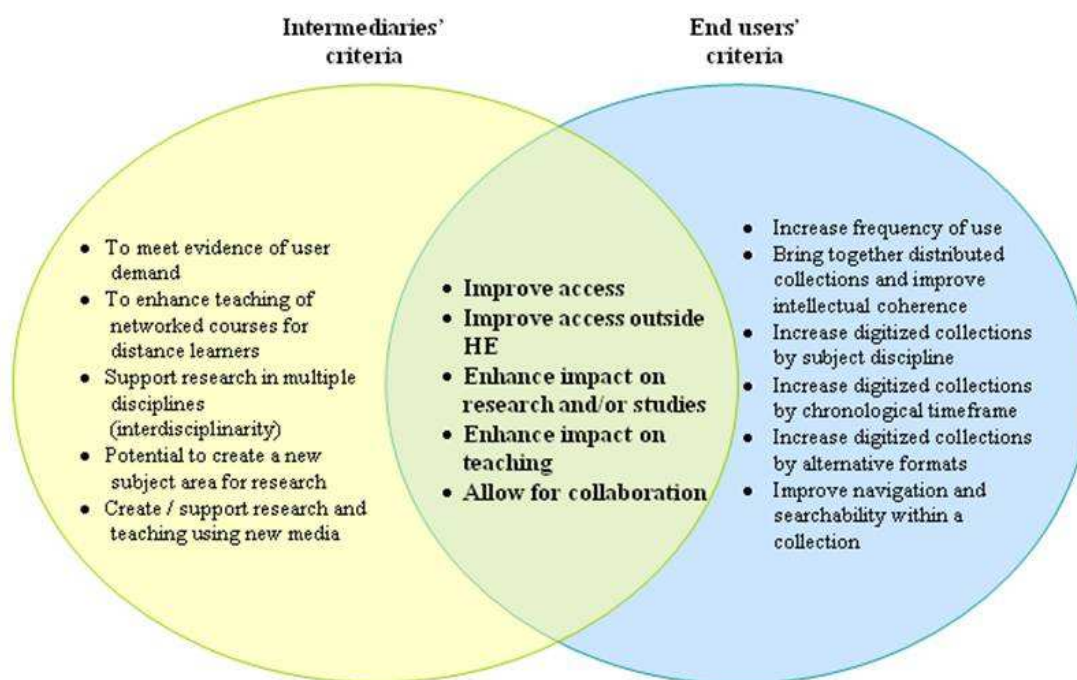 Intermediaries'
criteria
End users'
criteria
● To meet evidence of user
demand
● To enhance teaching of
networked courses for
distance learners
● Support research in multiple
disciplines
(interdisciplinarity)
● Potential to create a new
subject area for research
● Create / support research and
teaching using new media
● Improve access
● Improve access outside
HE
● Enhance impact on
research and/or studies
● Enhance impact on
teaching
● Allow for collaboration
● Increase frequency of use
● Bring together distributed
collections and improve
intellectual coherence
● Increase digitized collections
by subject discipline
● Increase digitized collections
by chronological timeframe
● Increase digitized collections
by alternative formats
● Improve navigation and
searchability within a
collection